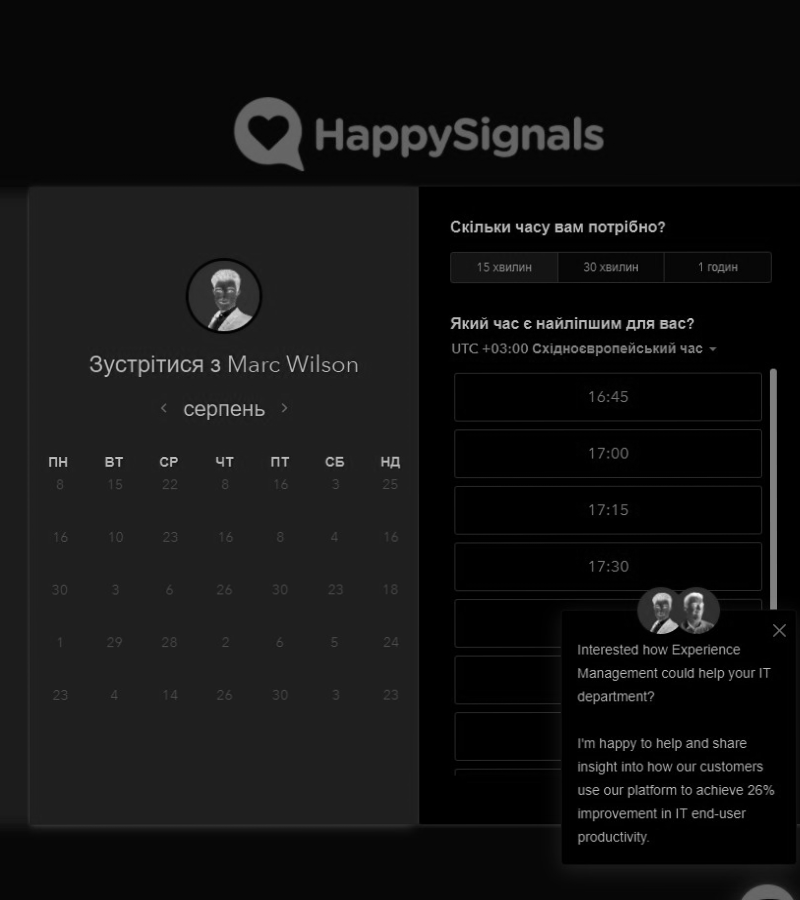 HappySignals
Зустрітися з Marc Wilson
серпень
ПН ВТ СР ЧТ ПТ СБ НД
8 15 22 8 16 3 25
16 10 23 16 8 4 16
30 3 6 26 30 23 18
1 29 28 2 6 5 24
23 4 14 26 30 3 23
Скільки часу вам потрібно?
15 хвилин 30 хвилин 1 годин
Який час є найліпшим для вас?
UTC +03:00 Східноєвропейський час
16:45
17:00
17:15
17:30
Interested how Experience
Management could help your IT
department?
I'm happy to help and share
insight into how our customers
use our platform to achieve 26%
improvement in IT end-user
productivity.